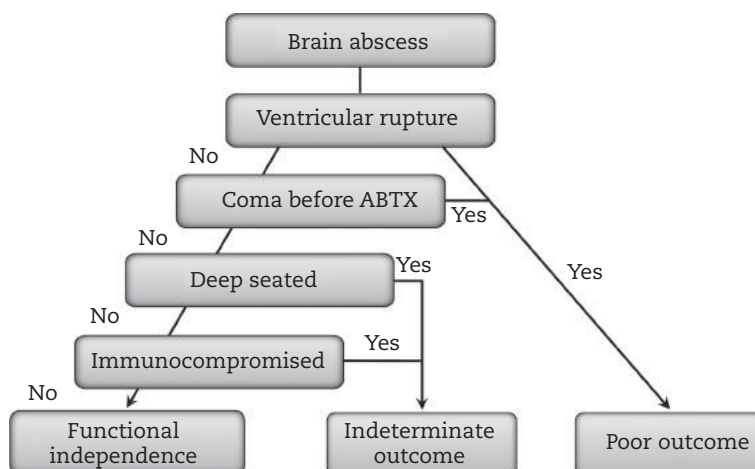 Brain abscess
Ventricular rupture
No
Coma before ABTX
Yes
No
Deep seated
Yes
Yes
No
Immunocompromised
Yes
No
Functional
independence
Indeterminate
outcome
Poor outcome